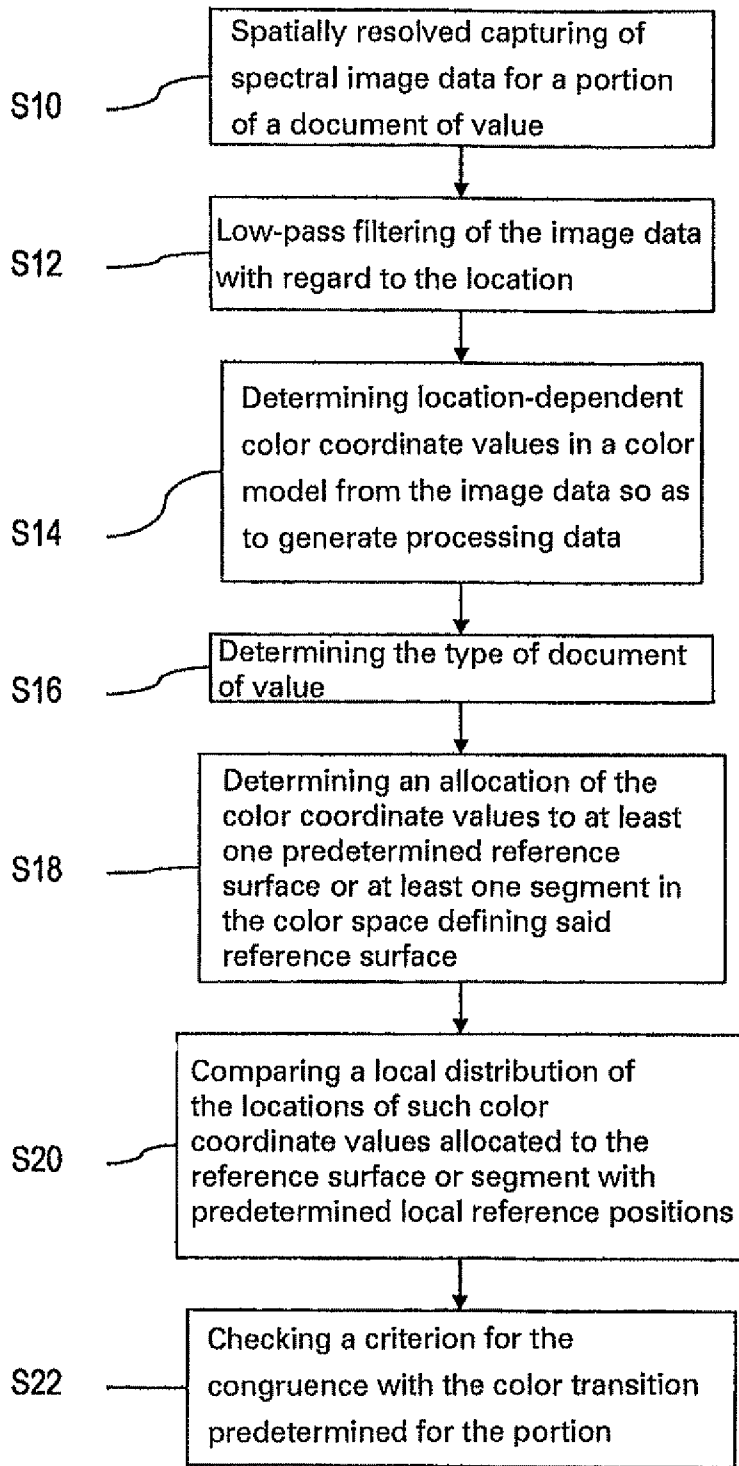 S10
Spatially resolved capturing of
spectral image data for a portion
of a document of value
S12
Low-pass filtering of the image data
with regard to the location
S14
Determining location-dependent
color coordinate values in a color
model from the image data so as
to generate processing data
S16
Determining the type of document
of value
S18
Determining an allocation of the
color coordinate values to at least
one predetermined reference
surface or at least one segment in
the color space defining said
reference surface
S20
Comparing a local distribution of
the locations of such color
coordinate values allocated to the
reference surface or segment with
predetermined local reference positions
S22
Checking a criterion for the
congruence with the color transition
predetermined for the portion